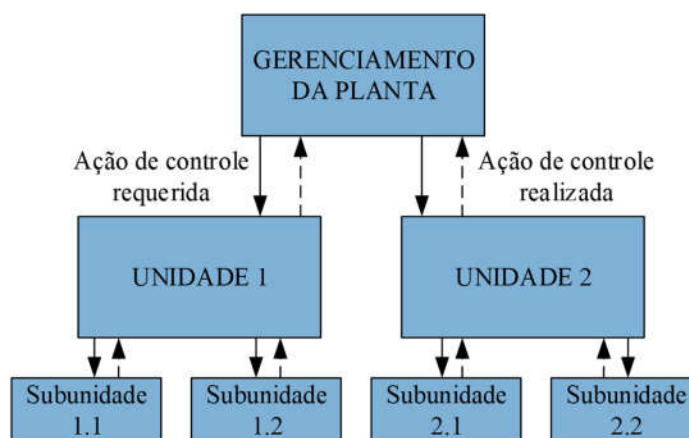 GERENCIAMENTO
DA PLANTA
Ação de controle
requerida
Ação de controle
realizada
UNIDADE 1
UNIDADE 2
Subunidade
1.1
Subunidade
1.2
Subunidade
2.1
Subunidade
2.2